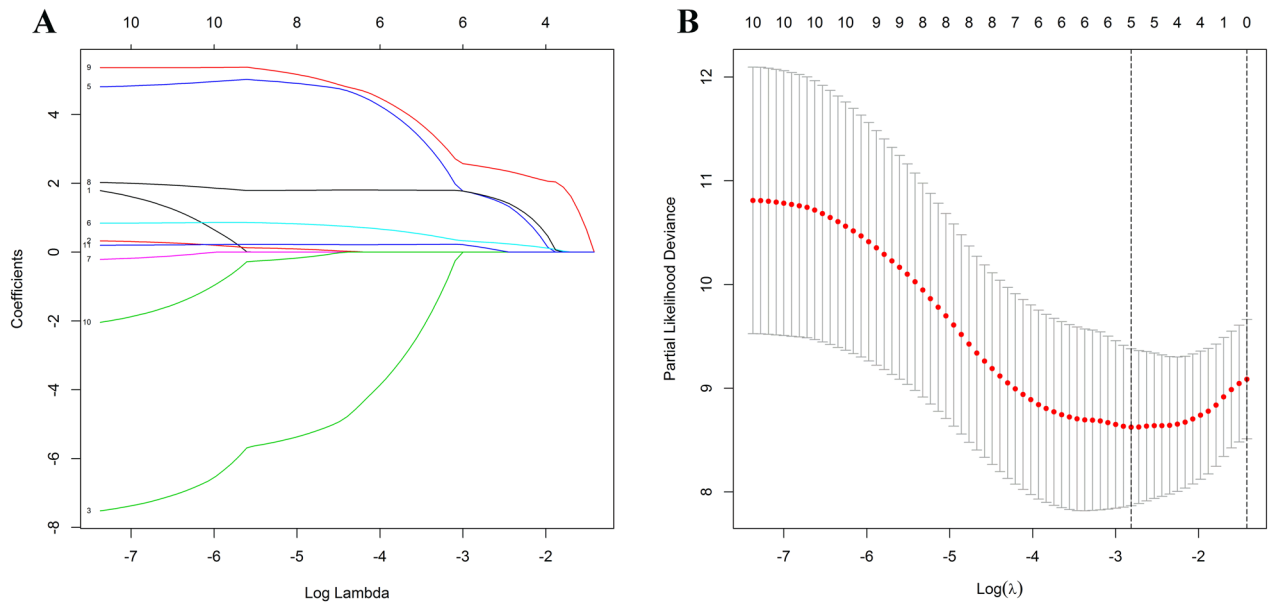 A
10 10 8 6 6 4
9
5
8
1
6
2
11
7
10
3
4
2
0
-2
-4
-6
-8
Coefficients
-7 -6 -5 -4 -3 -2
Log Lambda
B
10 10 10 10 9 9 8 8 8 7 6 6 6 5 5 4 4 1 0
12
11
10
9
8
Partial Likelihood Deviance
-7 -6 -5 -4 -3 -2
Log(λ)